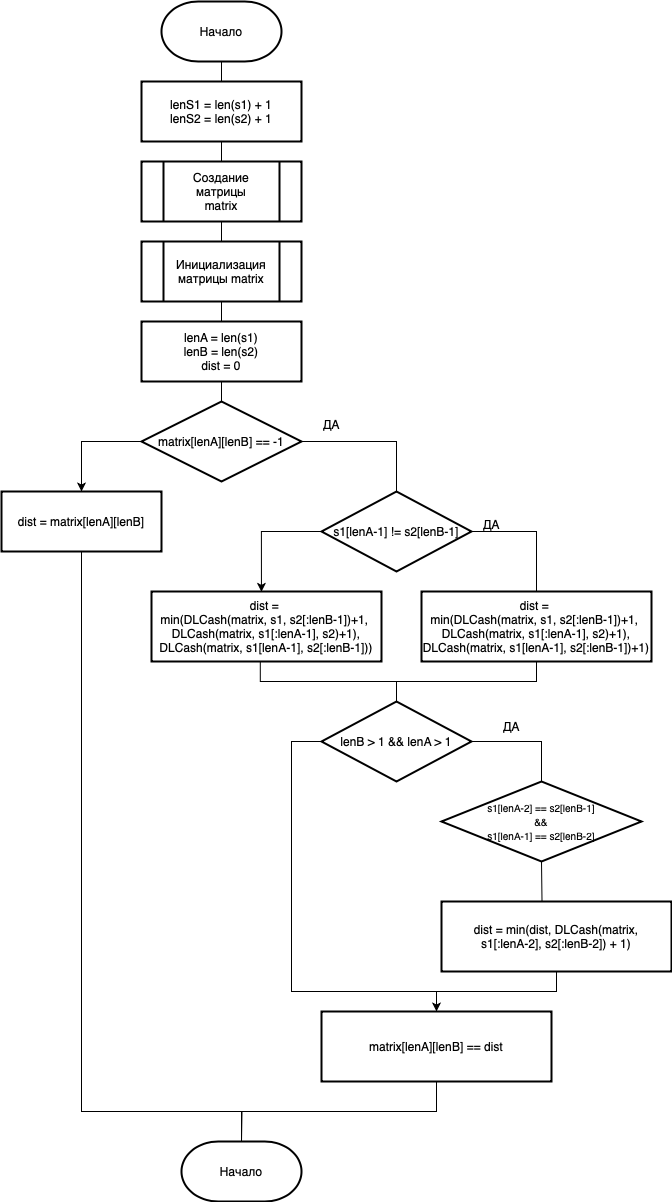 Начало
lenS1 = len(s1) + 1
lenS2 = len(s2) + 1
Создание
матрицы
matrix
Инициализация
матрицы matrix
lenA = len(s1)
lenB = len(s2)
dist = 0
matrix[lenA][lenB] == -1
ДА
dist = matrix[lenA][lenB]
s1[lenA-1] != s2[lenB-1]
ДА
dist =
min(DLCash(matrix, s1, s2[:lenB-1])+1,
DLCash(matrix, s1[:lenA-1], s2)+1),
DLCash(matrix, s1[lenA-1], s2[:lenB-1]))
dist =
min(DLCash(matrix, s1, s2[:lenB-1])+1,
DLCash(matrix, s1[:lenA-1], s2)+1),
DLCash(matrix, s1[lenA-1], s2[:lenB-1])+1)
lenB > 1 && lenA > 1
ДА
s1[lenA-2] == s2[lenB-1]
&&
s1[lenA-1] == s2[lenB-2]
dist = min(dist, DLCash(matrix,
s1[:lenA-2], s2[:lenB-2]) + 1)
matrix[lenA][lenB] == dist
Начало